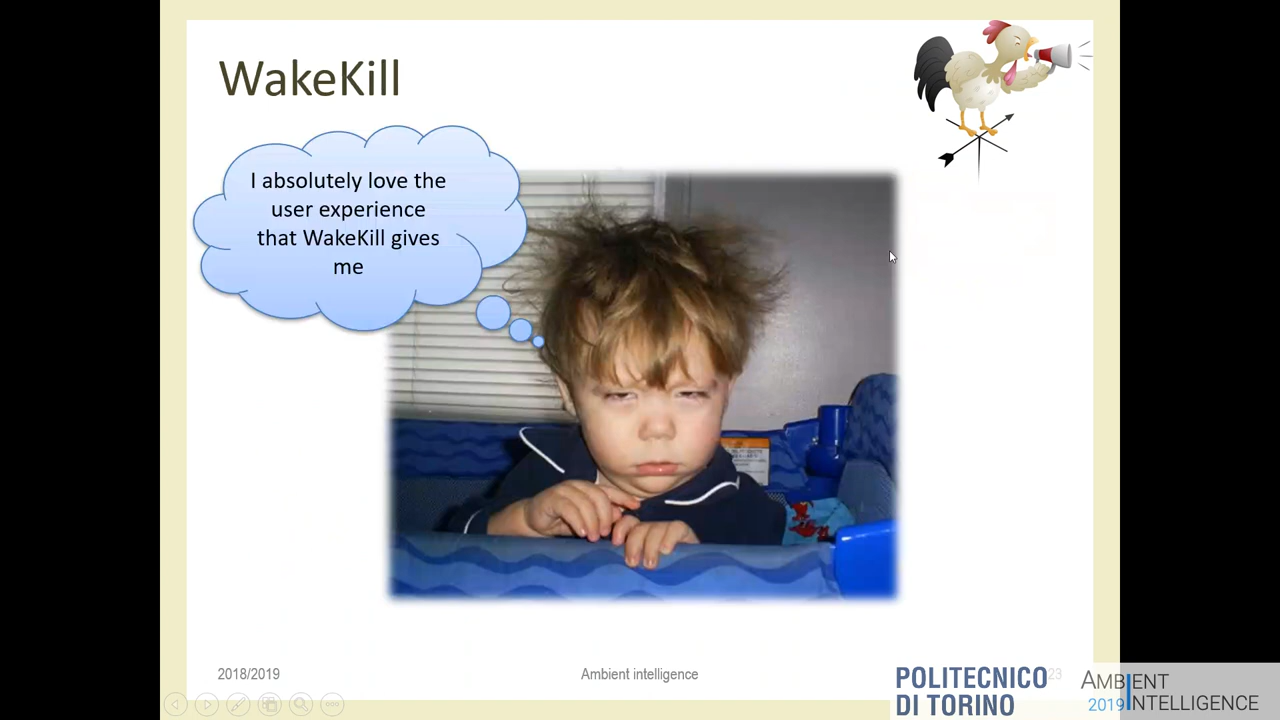 WakeKill
I absolutely love the
user experience
that WakeKill gives
me
2018/2019
Ambient intelligence
23
POLITECNICO
DI TORINO
AMBIENT
2019 INTELLIGENCE